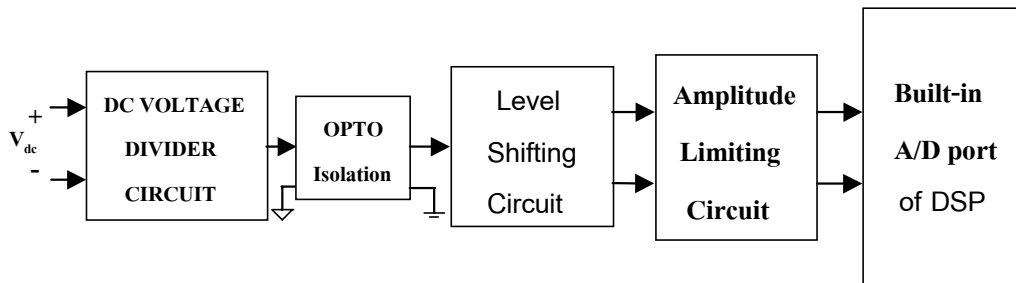 +
V dc
-
DC VOLTAGE
DIVIDER
CIRCUIT
OPTO
Isolation
Level
Shifting
Circuit
Amplitude
Limiting
Circuit
Built-in
A/D port
of DSP